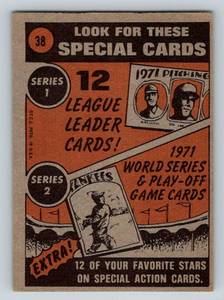 38
LOOK FOR THESE
SPECIAL CARDS
SERIES 1
12
LEAGUE
LEADER
CARDS!
1971 PITCHING
1971
WORLD SERIES
& PLAY-OFF
GAME CARDS
SERIES 2
YANKEES
EXTRA!
12 OF YOUR FAVORITE STARS
ON SPECIAL ACTION CARDS.